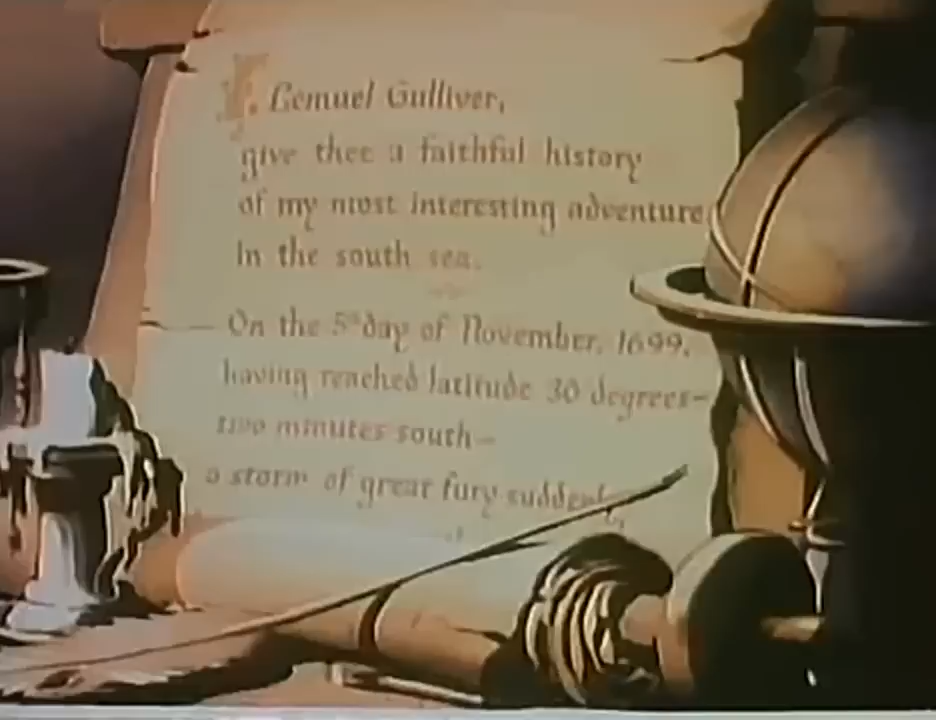 I, Lemuel Gulliver,
give thee a faithful history
of my most interesting adventure
in the south sea.
On the 5th day of November, 1699,
having reached latitude 30 degrees-
two minutes south-
a storm of great fury suddenly